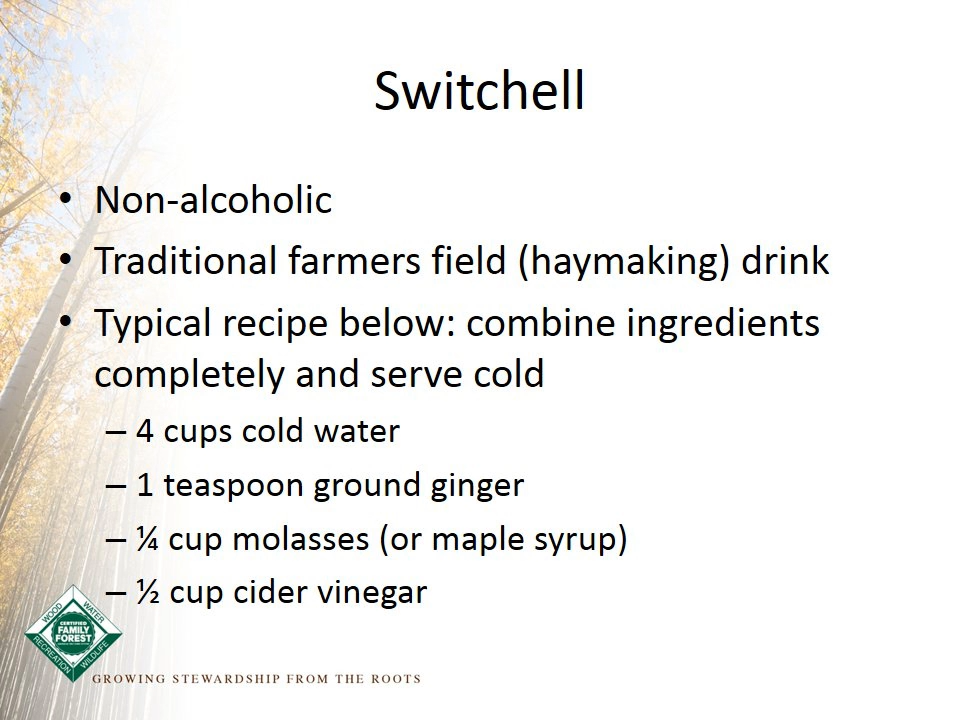 Switchell
• Non-alcoholic
• Traditional farmers field (haymaking) drink
• Typical recipe below: combine ingredients
completely and serve cold
– 4 cups cold water
– 1 teaspoon ground ginger
– ¼ cup molasses (or maple syrup)
– ½ cup cider vinegar
WOOD
WATER
CERTIFIED
FAMILY
FOREST
RECREATION
WILDLIFE
GROWING STEWARDSHIP FROM THE ROOTS